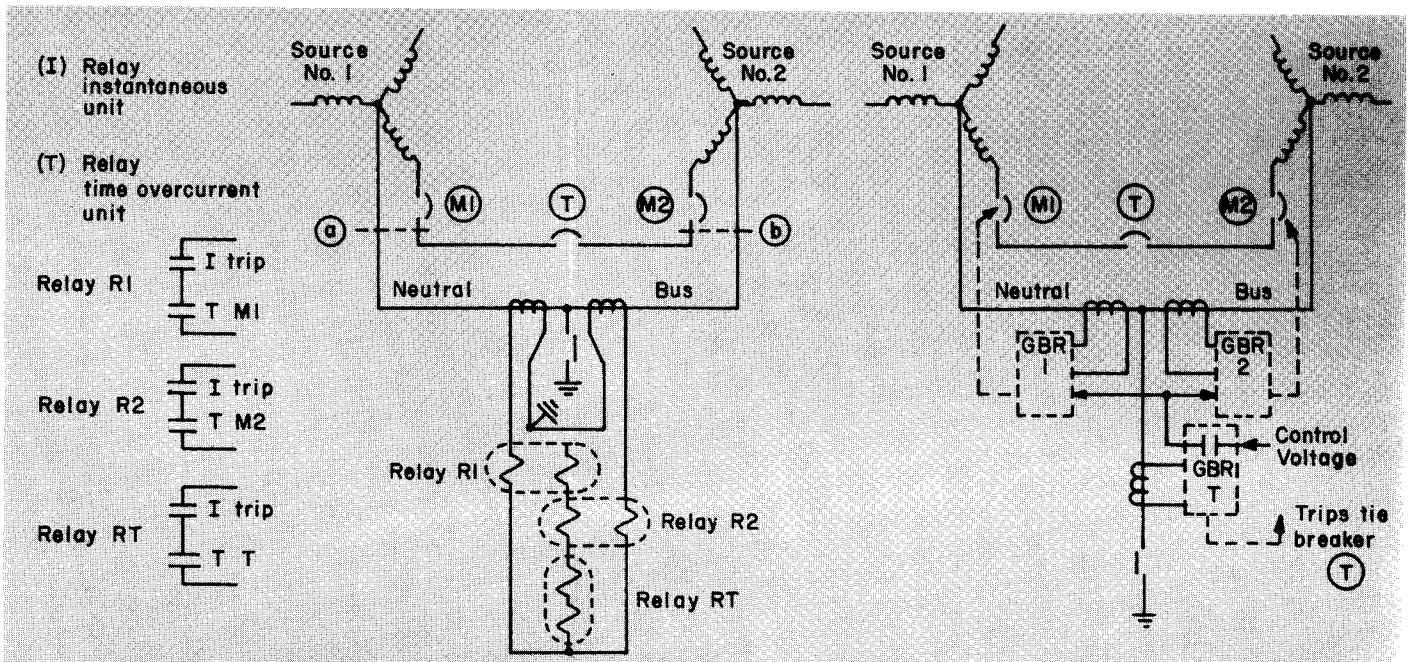 (I) Relay
instantaneous
unit
(T) Relay
time overcurrent
unit
Relay R1
I trip
T M1
Relay R2
I trip
T M2
Relay RT
I trip
T T
Source
No. 1
Source
No. 2
M1
T
M2
a
b
Neutral
Bus
Relay R1
Relay R2
Relay RT
Source
No. 1
Source
No. 2
M1
T
M2
Neutral
Bus
GBR
1
GBR
2
Control
Voltage
GBR
T
Trips tie
breaker
T